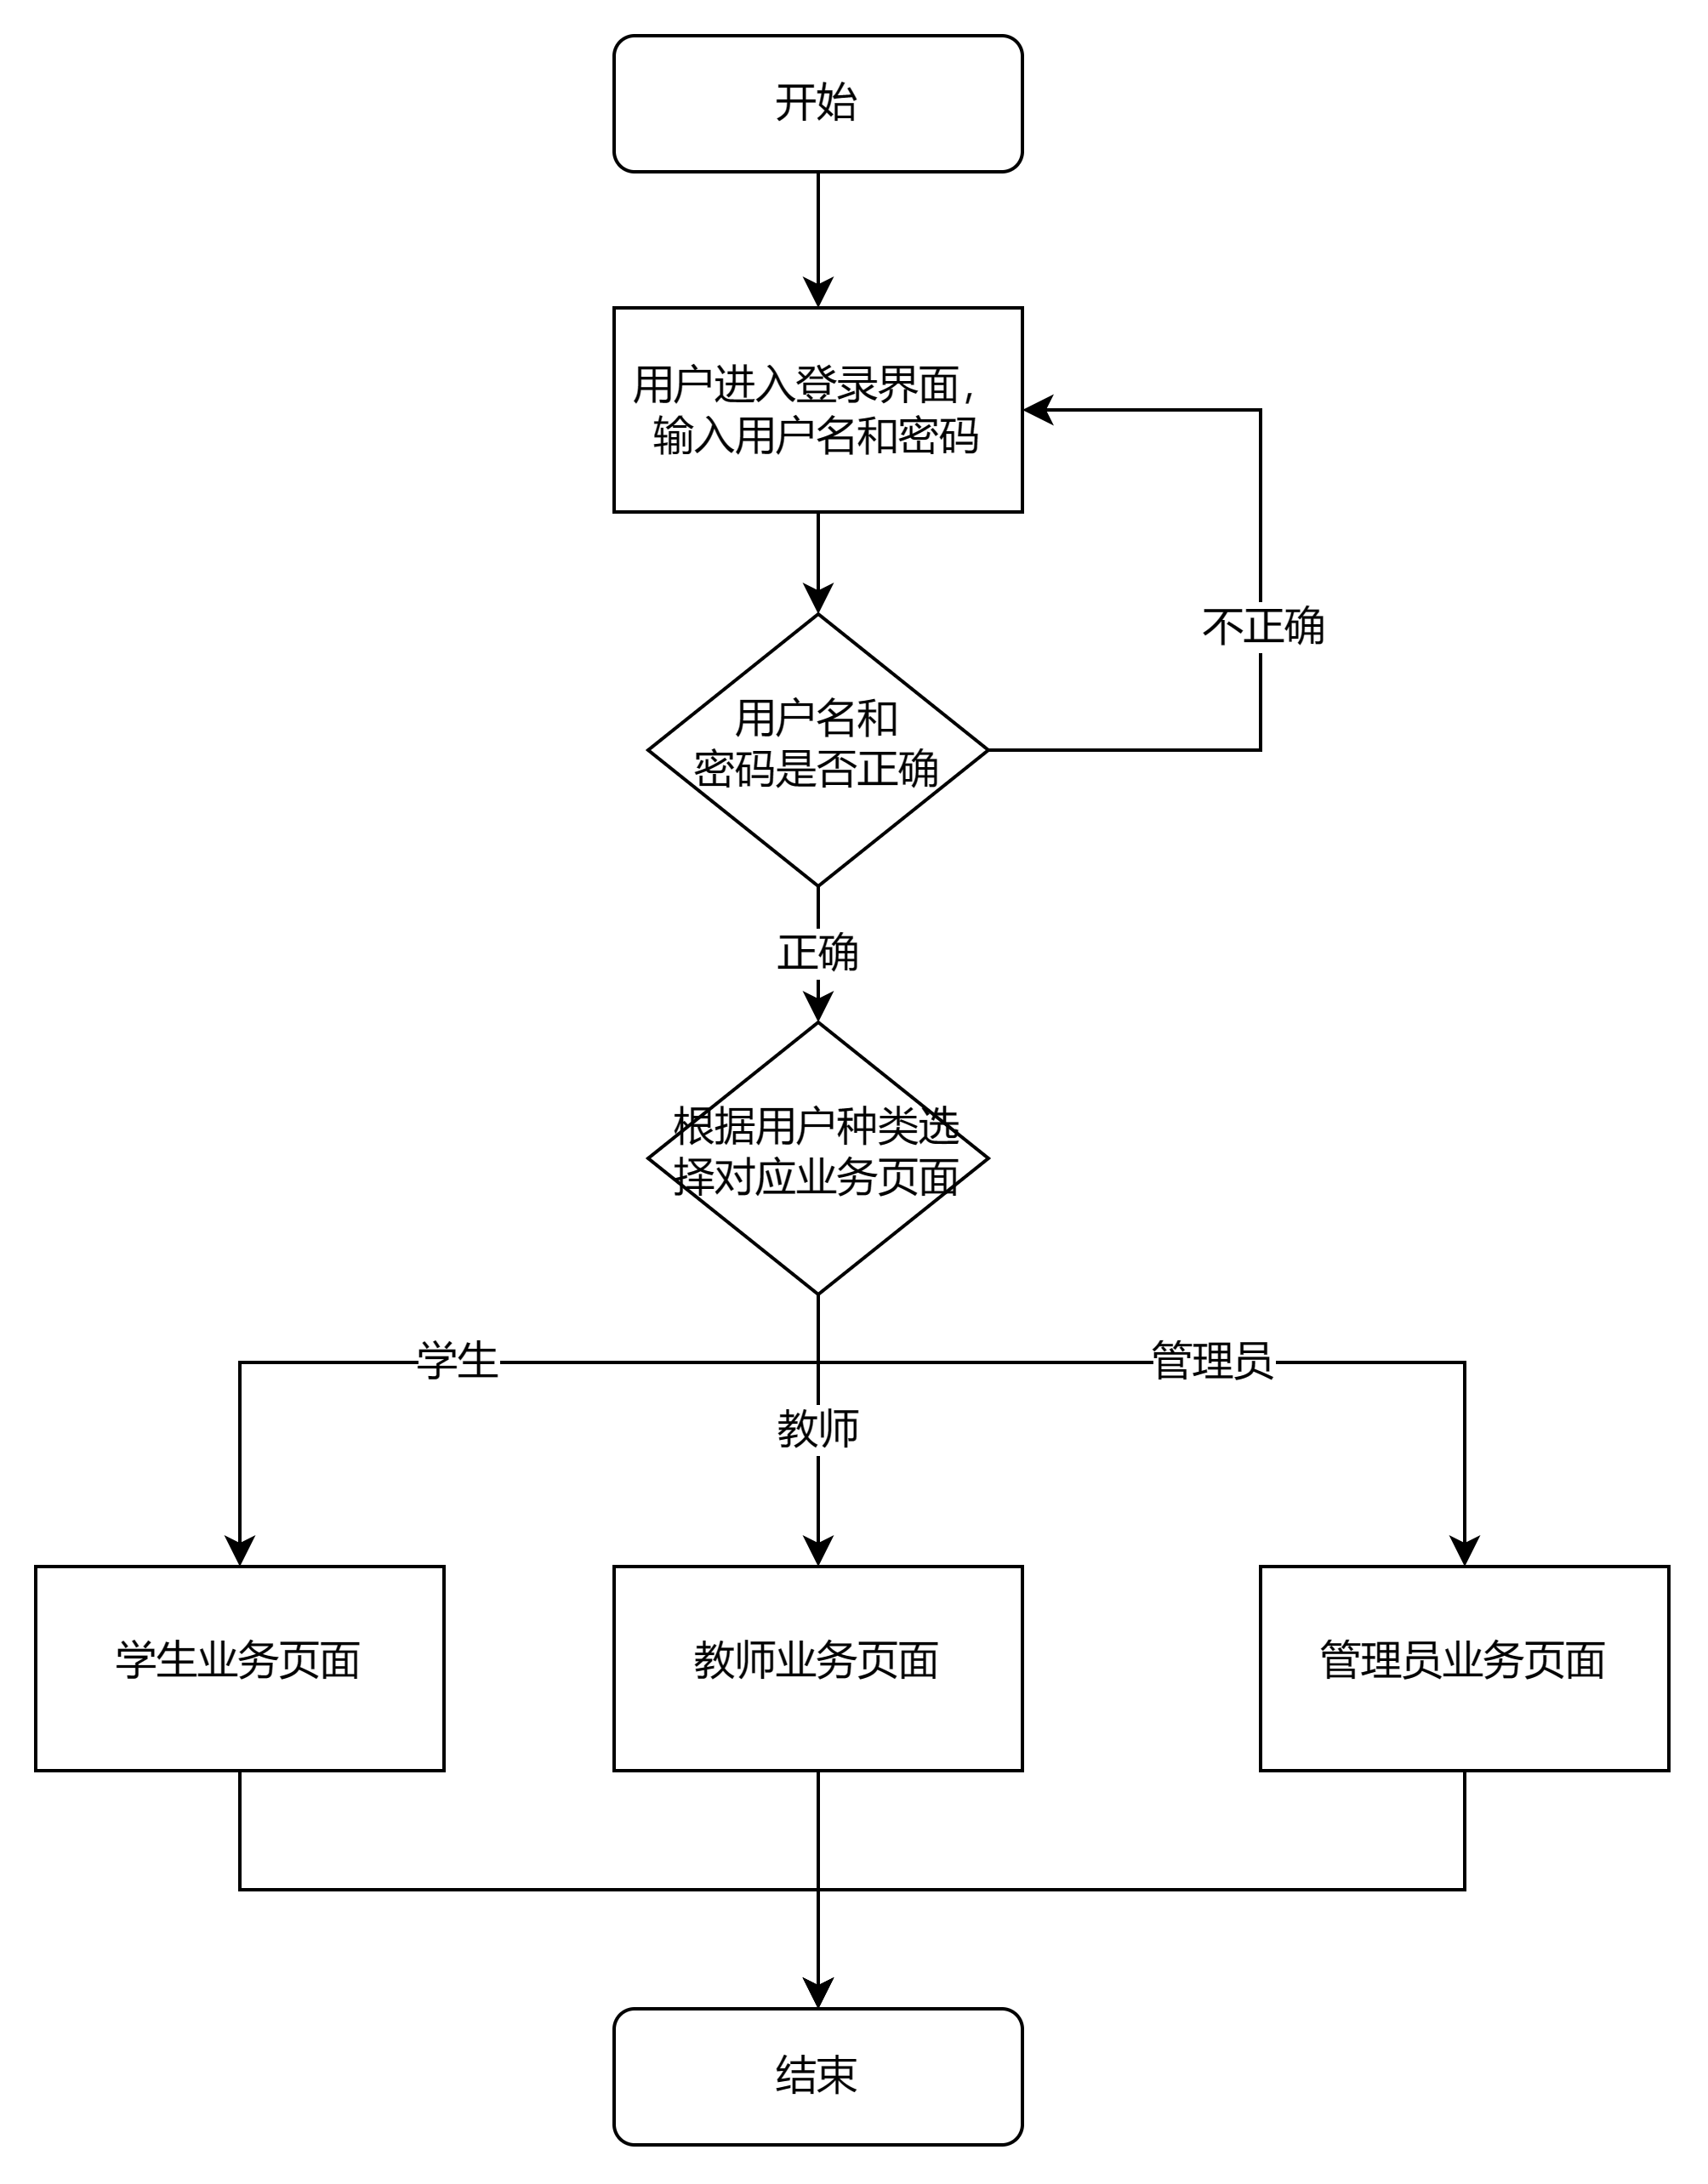 开始
用户进入登录界面，
输入用户名和密码
不正确
用户名和
密码是否正确
正确
根据用户种类选
择对应业务页面
学生
管理员
教师
学生业务页面
教师业务页面
管理员业务页面
结束